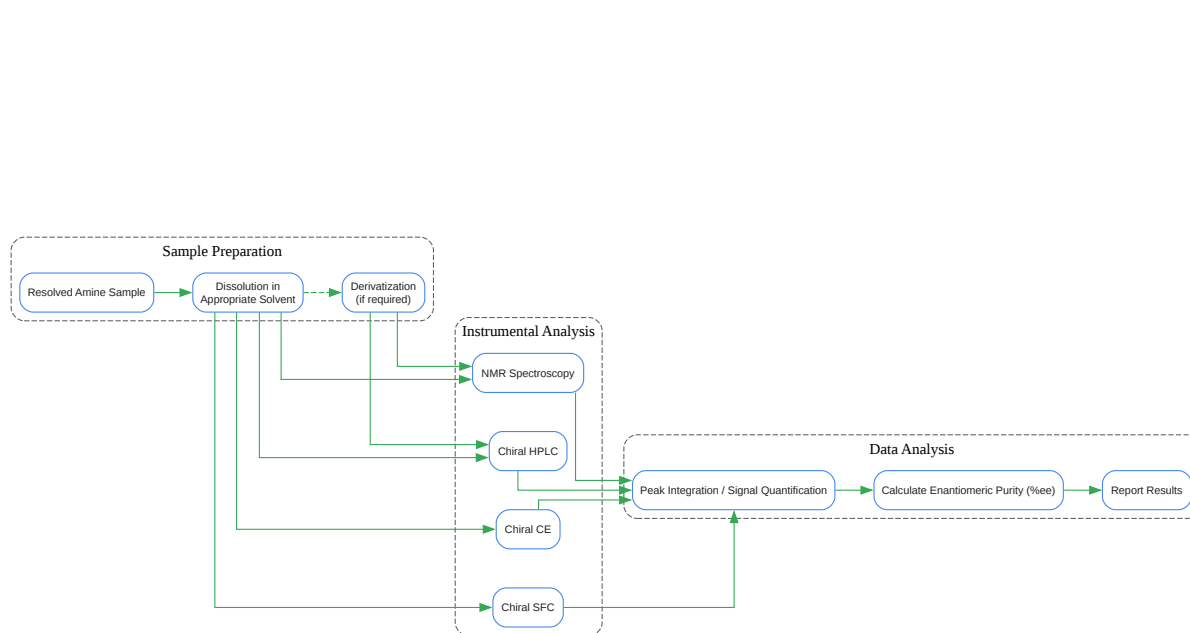 Sample Preparation
Resolved Amine Sample
Dissolution in
Appropriate Solvent
Derivatization
(if required)
Instrumental Analysis
NMR Spectroscopy
Chiral HPLC
Chiral CE
Chiral SFC
Data Analysis
Peak Integration / Signal Quantification
Calculate Enantiomeric Purity (%ee)
Report Results